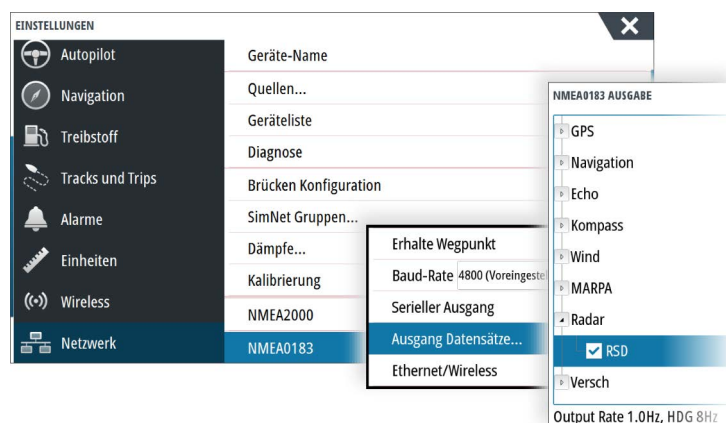 EINSTELLUNGEN
Autopilot
Navigation
Treibstoff
Tracks und Trips
Alarme
Einheiten
Wireless
Netzwerk
Geräte-Name
Quellen...
Geräteliste
Diagnose
Brücken Konfiguration
SimNet Gruppen...
Dämpfe...
Kalibrierung
NMEA2000
NMEA0183
Erhalte Wegpunkt
Baud-Rate 4800 (Voreingestel
Serieller Ausgang
Ausgang Datensätze...
Ethernet/Wireless
NMEA0183 AUSGABE
GPS
Navigation
Echo
Kompass
Wind
MARPA
Radar
RSD
Versch
Output Rate 1.0Hz, HDG 8Hz